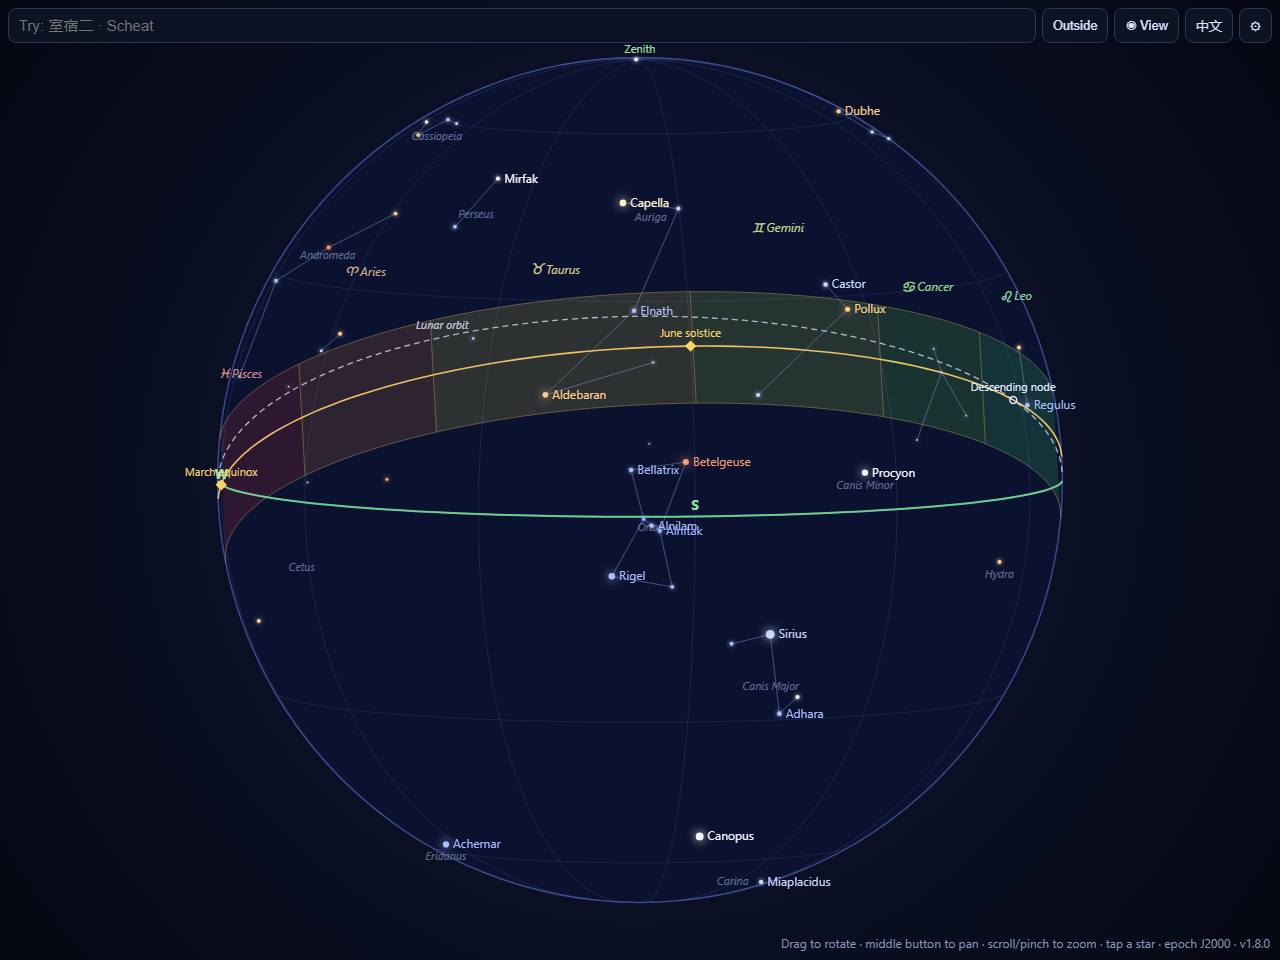 Try: 室宿二 · Scheat
Outside
◉ View
中文
⚙
Zenith
Dubhe
Cassiopeia
Mirfak
Capella
Perseus
Auriga
♊ Gemini
Andromeda
♈ Aries
♉ Taurus
Castor
♋ Cancer
♌ Leo
Elnath
Pollux
Lunar orbit
June solstice
♓ Pisces
Descending node
Aldebaran
Regulus
Bellatrix
Betelgeuse
March equinox
Procyon
Canis Minor
S
Alnilam
Alnitak
Cetus
Rigel
Hydra
Sirius
Canis Major
Adhara
Canopus
Achernar
Eridanus
Carina
Miaplacidus
Drag to rotate · middle button to pan · scroll/pinch to zoom · tap a star · epoch J2000 · v1.8.0